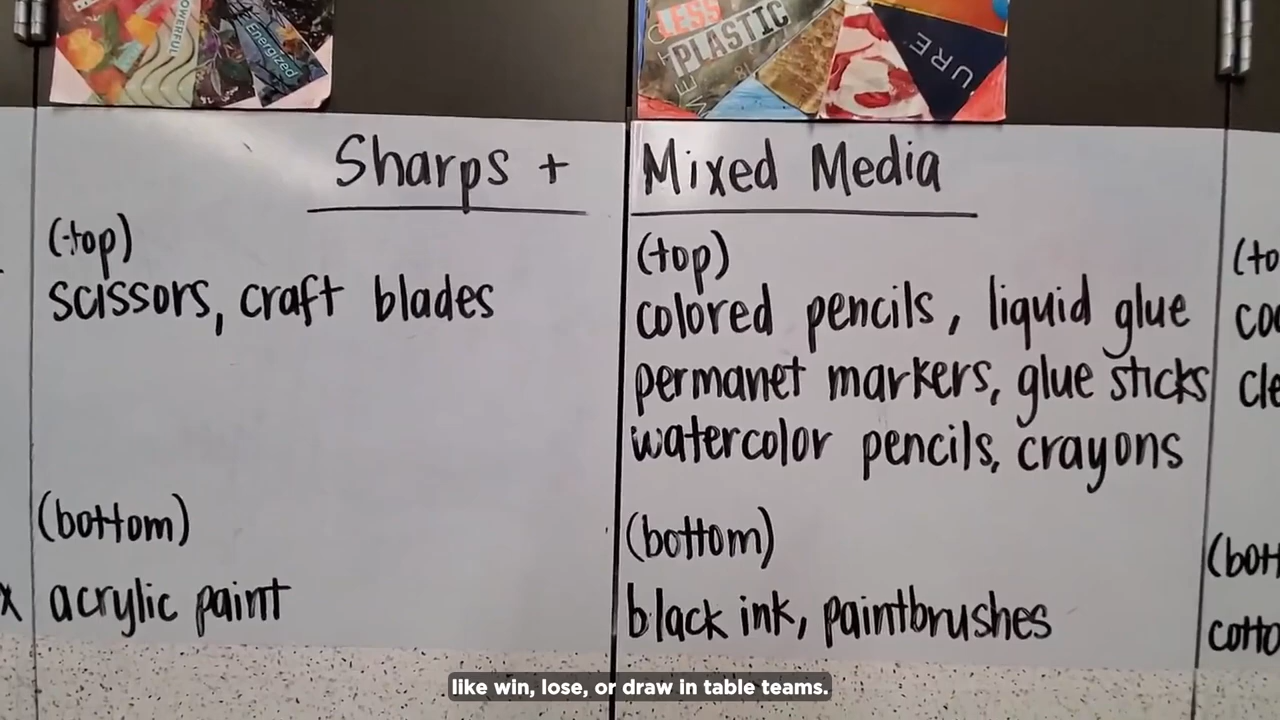 POWERFUL
Energized
LESS
PLASTIC
URE
Sharps + Mixed Media
(top)
scissors, craft blades
(bottom)
acrylic paint
(top)
colored pencils, liquid glue
permanet markers, glue sticks
watercolor pencils, crayons
(bottom)
black ink, paintbrushes
like win, lose, or draw in table teams.